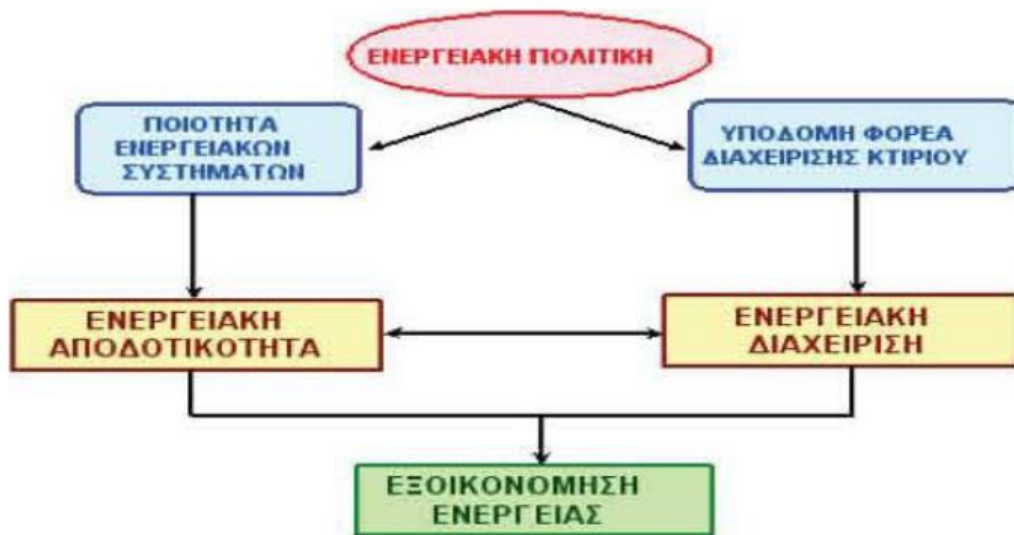 ΕΝΕΡΓΕΙΑΚΗ ΠΟΛΙΤΙΚΗ
ΠΟΙΟΤΗΤΑ
ΕΝΕΡΓΕΙΑΚΩΝ
ΣΥΣΤΗΜΑΤΩΝ
ΥΠΟΔΟΜΗ ΦΟΡΕΑ
ΔΙΑΧΕΙΡΙΣΗΣ ΚΤΙΡΙΟΥ
ΕΝΕΡΓΕΙΑΚΗ
ΑΠΟΔΟΤΙΚΟΤΗΤΑ
ΕΝΕΡΓΕΙΑΚΗ
ΔΙΑΧΕΙΡΙΣΗ
ΕΞΟΙΚΟΝΟΜΗΣΗ
ΕΝΕΡΓΕΙΑΣ